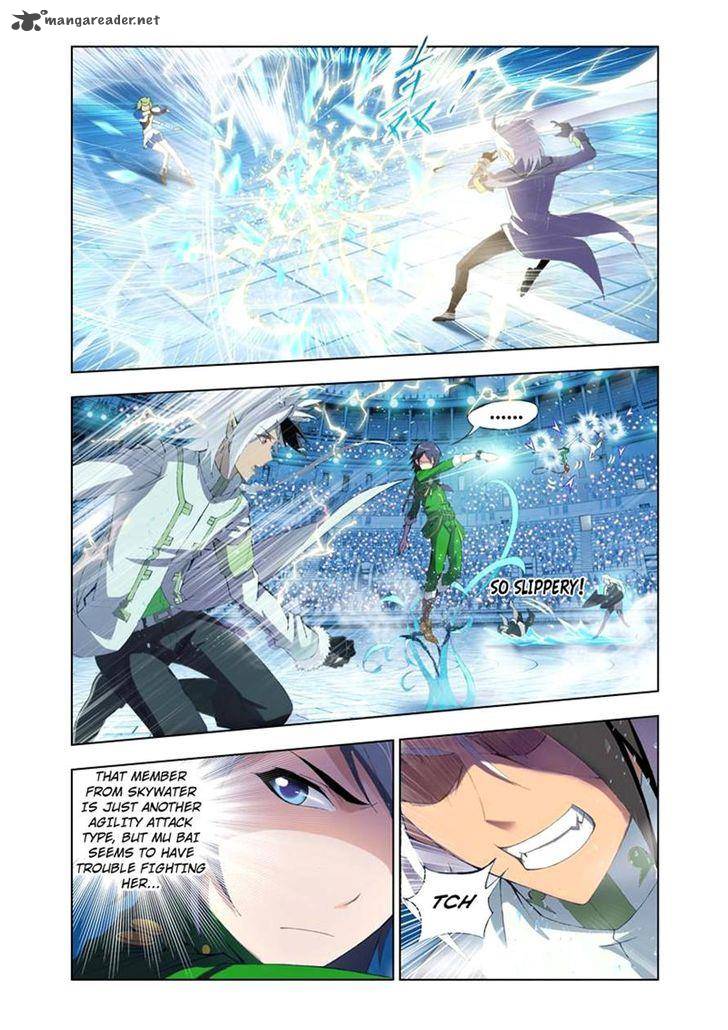 mangareader.net
......
SO SLIPPERY!
THAT MEMBER
FROM SKYWATER
IS JUST ANOTHER
AGILITY ATTACK
TYPE, BUT MU BAI
SEEMS TO HAVE
TROUBLE FIGHTING
HER...
TCH